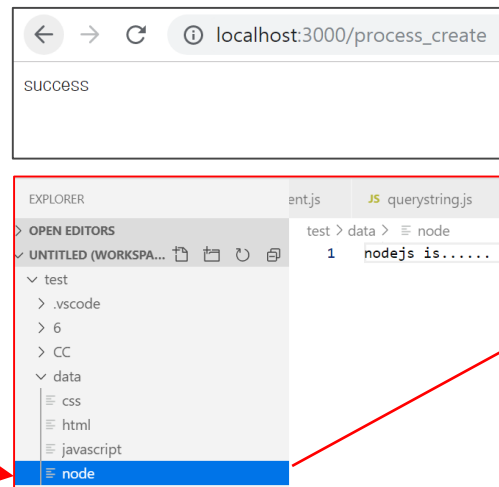 localhost:3000/process_create
success
EXPLORER
ent.js JS querystring.js
OPEN EDITORS
test > data > node
UNTITLED (WORKSPA...
1 nodejs is......
test
.vscode
6
CC
data
css
html
javascript
node